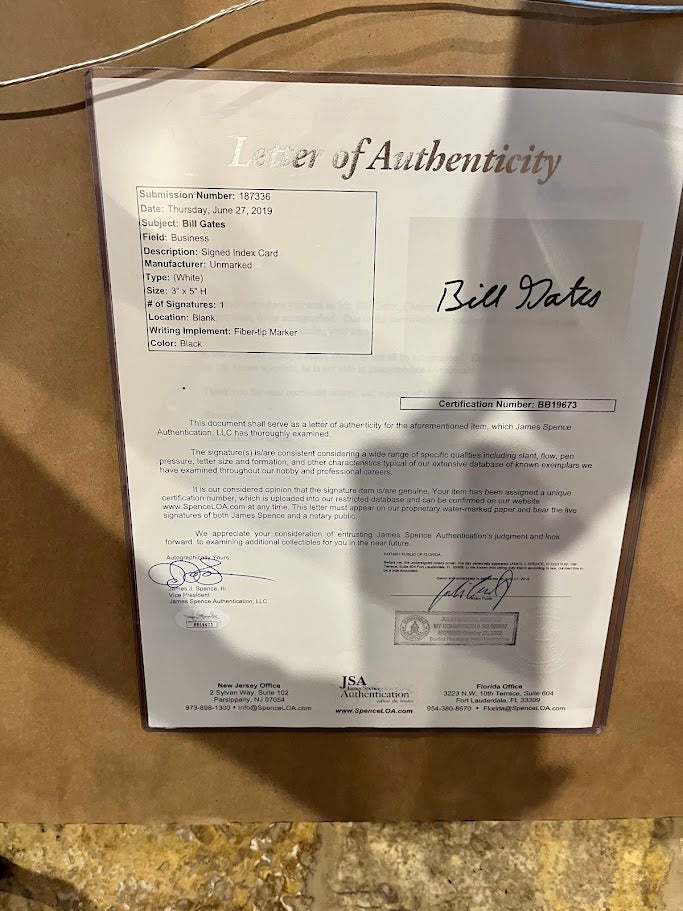 Letter of Authenticity
Submission Number: 187336
Date: Thursday, June 27, 2019
Subject: Bill Gates
Field: Business
Description: Signed Index Card
Manufacturer: Unmarked
Type: (White)
Size: 3" x 5" H
# of Signatures: 1
Location: Blank
Writing Implement: Fiber-tip Marker
Color: Black
Bill Gates
Certification Number: BB19673
This document shall serve as a letter of authenticity for the aforementioned item, which James Spence
Authentication, LLC has thoroughly examined.
The signature(s) is/are consistent considering a wide range of specific qualities including slant, flow, pen
pressure, letter size and formation, and other characteristics typical of our extensive database of known exemplars we
have examined throughout our hobby and professional careers.
It is our considered opinion that the signature item is/are genuine. Your item has been assigned a unique
certification number, which is uploaded into our restricted database and can be confirmed on our website
www.SpenceLOA.com at any time. This letter must appear on our proprietary water-marked paper and bear the live
signatures of both James Spence and a notary public.
We appreciate your consideration of entrusting James Spence Authentication's judgment and look
forward to examining additional collectibles for you in the near future.
Autographically Yours,
James J. Spence, III
Vice President
James Spence Authentication, LLC
JSA
BB19673
NOTARY PUBLIC OF FLORIDA
Notary Public
New Jersey Office
2 Sylvan Way, Suite 102
Parsippany, NJ 07054
973-898-1300 • Info@SpenceLOA.com
JSA
James Spence
Authentication
...follow the leader
www.SpenceLOA.com
Florida Office
3223 N.W. 10th Terrace, Suite 604
Fort Lauderdale, FL 33309
954-380-8670 • Florida@SpenceLOA.com